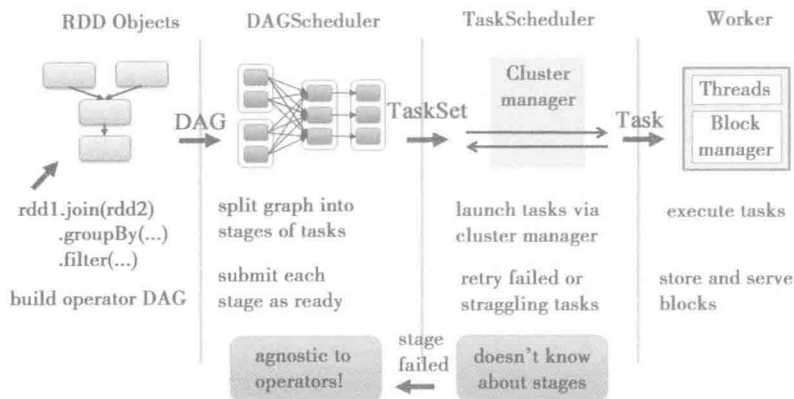 RDD Objects
DAGScheduler
TaskScheduler
Worker
Cluster
manager
Threads
Block
manager
DAG
TaskSet
Task
rdd1.join(rdd2)
.groupBy(...)
.filter(...)
build operator DAG
split graph into
stages of tasks
submit each
stage as ready
launch tasks via
cluster manager
retry failed or
straggling tasks
execute tasks
store and serve
blocks
agnostic to
operators!
stage
failed
doesn't know
about stages